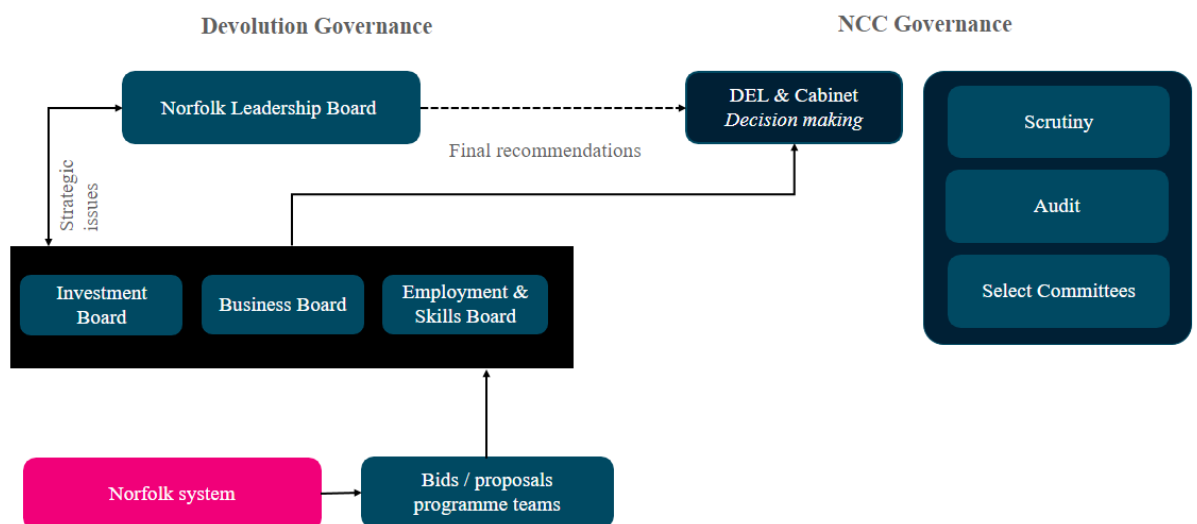 Devolution Governance
NCC Governance
Norfolk Leadership Board
DEL & Cabinet
Decision making
Scrutiny
Final recommendations
Strategic
issues
Audit
Investment
Board
Business Board
Employment &
Skills Board
Select Committees
Norfolk system
Bids / proposals
programme teams